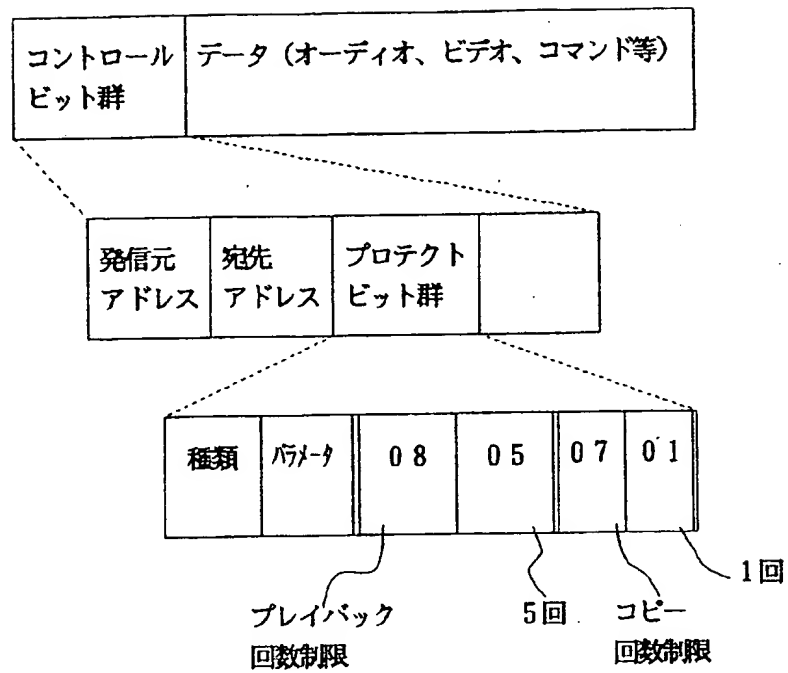 コントロール
ビット群
データ（オーディオ、ビデオ、コマンド等）
発信元
アドレス
宛先
アドレス
プロテクト
ビット群
種類
パラメータ
08
05
07
01
1回
プレイバック
回数制限
5回
コピー
回数制限